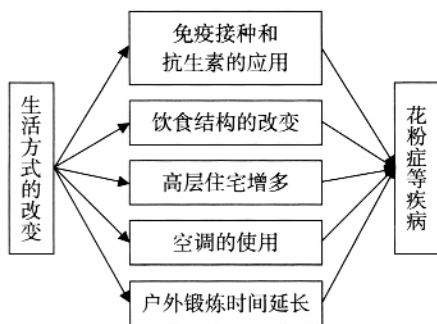 生活方式的改变
免疫接种和
抗生素的应用
饮食结构的改变
高层住宅增多
空调的使用
户外锻炼时间延长
花粉症等疾病